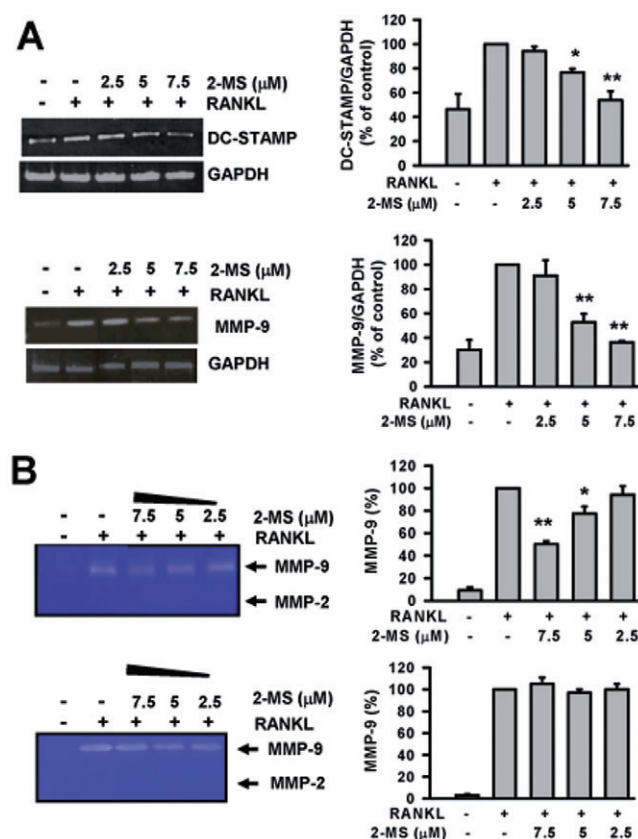 A
2.5 5 7.5 2-MS (μM)
- + + + + RANKL
DC-STAMP
GAPDH
DC-STAMP/GAPDH
(% of control)
120
100
80
60
40
20
0
*
**
RANKL - + + + +
2-MS (μM) - - 2.5 5 7.5
- - 2.5 5 7.5 2-MS (μM)
- + + + + RANKL
MMP-9
GAPDH
MMP-9/GAPDH
(% of control)
120
100
80
60
40
20
0
**
**
RANKL - + + + +
2-MS (μM) - - 2.5 5 7.5
B
- - 7.5 5 2.5 2-MS (μM)
- + + + + RANKL
MMP-9
MMP-2
MMP-9 (%)
120
100
80
60
40
20
0
**
*
RANKL - + + + +
2-MS (μM) - - 7.5 5 2.5
- - 7.5 5 2.5 2-MS (μM)
- + + + + RANKL
MMP-9
MMP-2
MMP-9 (%)
120
100
80
60
40
20
0
RANKL - + + + +
2-MS (μM) - - 7.5 5 2.5